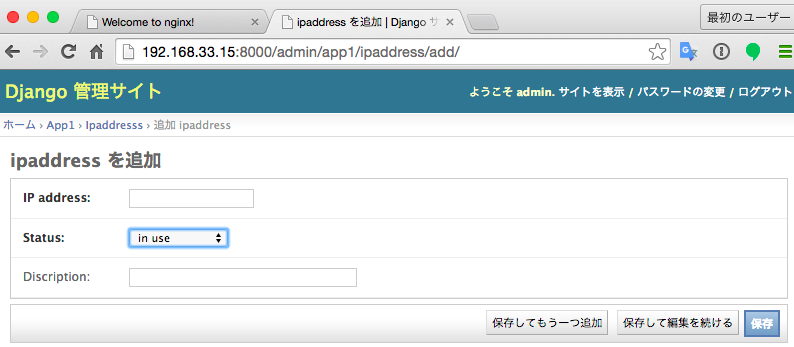 Welcome to nginx!
ipaddress を追加 | Django サ
最初のユーザー
192.168.33.15:8000/admin/app1/ipaddress/add/
Django 管理サイト
ようこそ admin. サイトを表示 / パスワードの変更 / ログアウト
ホーム › App1 › Ipaddresss › 追加 ipaddress
ipaddress を追加
IP address:
Status:
in use
Discription:
保存してもう一つ追加
保存して編集を続ける
保存